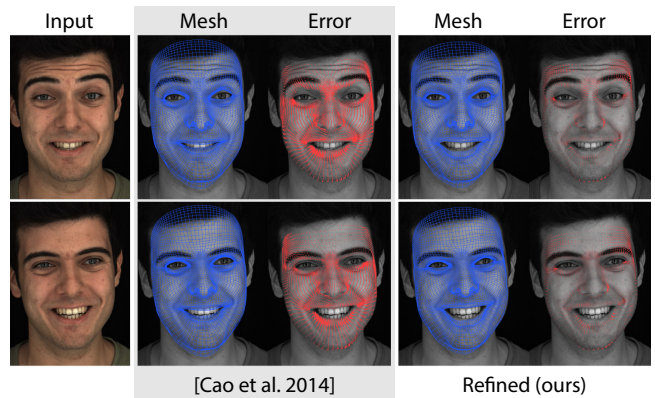 Input Mesh Error Mesh Error
[Cao et al. 2014] Refined (ours)